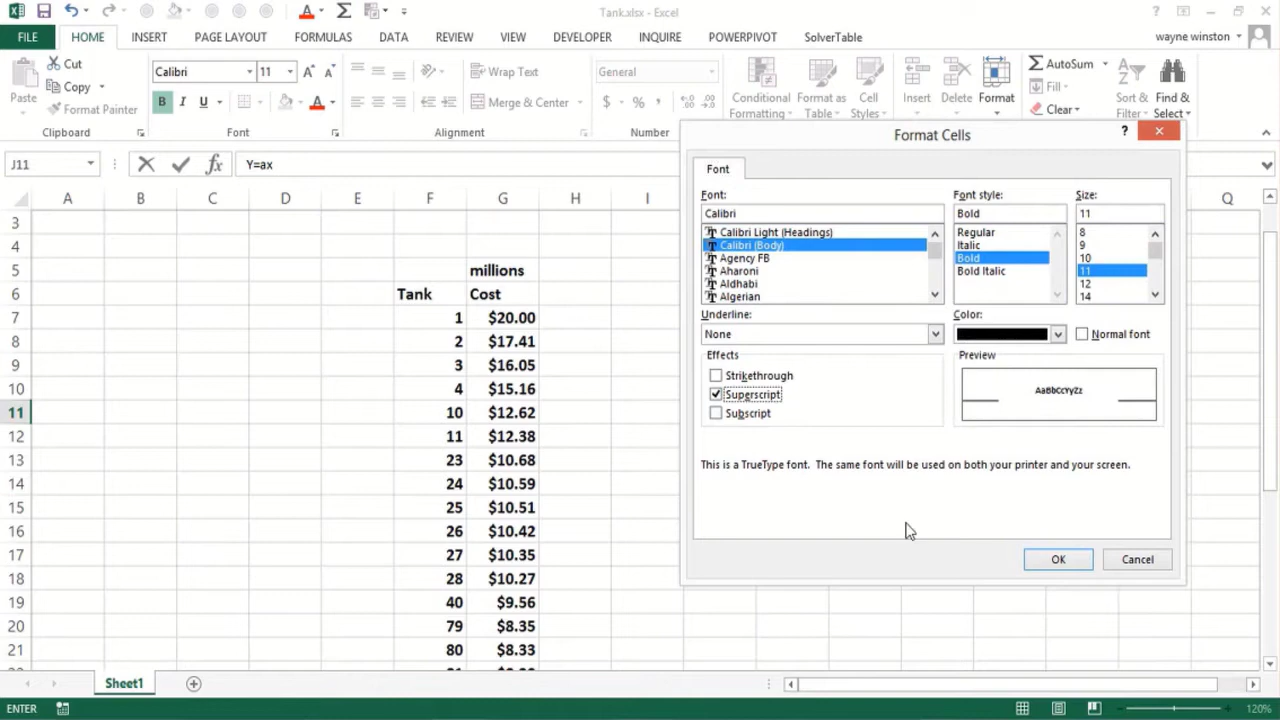 Tank.xlsx - Excel
FILE HOME INSERT PAGE LAYOUT FORMULAS DATA REVIEW VIEW DEVELOPER INQUIRE POWERPIVOT SolverTable wayne winston
Cut
Copy
Format Painter
Paste
Clipboard
Calibri 11
B I U
Font
Wrap Text
Merge & Center
Alignment
General
$ % ,
Number
Conditional Formatting
Format as Table
Cell Styles
Insert
Delete
Format
AutoSum
Fill
Clear
Sort & Filter
Find & Select
J11 fx Y=ax
A B C D E F G H I Q
3
4
5 millions
6 Tank Cost
7 1 $20.00
8 2 $17.41
9 3 $16.05
10 4 $15.16
11 10 $12.62
12 11 $12.38
13 23 $10.68
14 24 $10.59
15 25 $10.51
16 26 $10.42
17 27 $10.35
18 28 $10.27
19 40 $9.56
20 79 $8.35
21 80 $8.33
Format Cells
Font
Font: Font style: Size:
Calibri Bold 11
Calibri Light (Headings) Regular 8
Calibri (Body) Italic 9
Agency FB Bold 10
Aharoni Bold Italic 11
Aldhabi 12
Algerian 14
Underline: Color:
None Normal font
Effects Preview
Strikethrough
Superscript AaBbCcYyZz
Subscript
This is a TrueType font. The same font will be used on both your printer and your screen.
OK Cancel
Sheet1
ENTER 120%